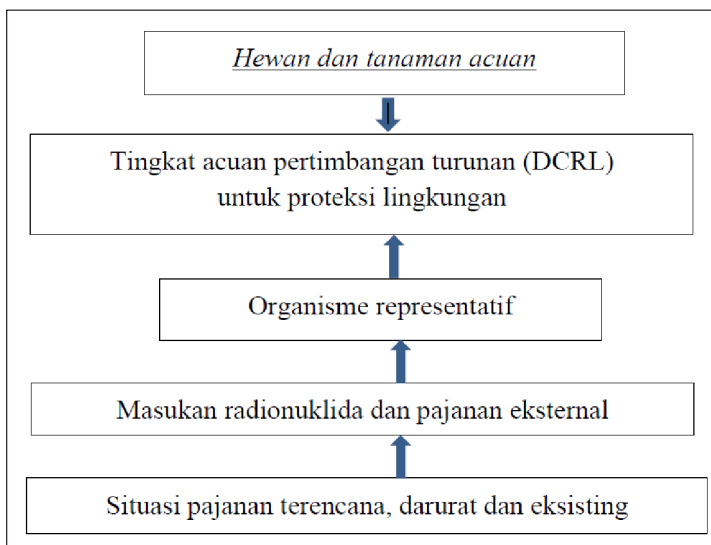 Hewan dan tanaman acuan
Tingkat acuan pertimbangan turunan (DCRL)
untuk proteksi lingkungan
Organisme representatif
Masukan radionuklida dan pajanan eksternal
Situasi pajanan terencana, darurat dan eksisting